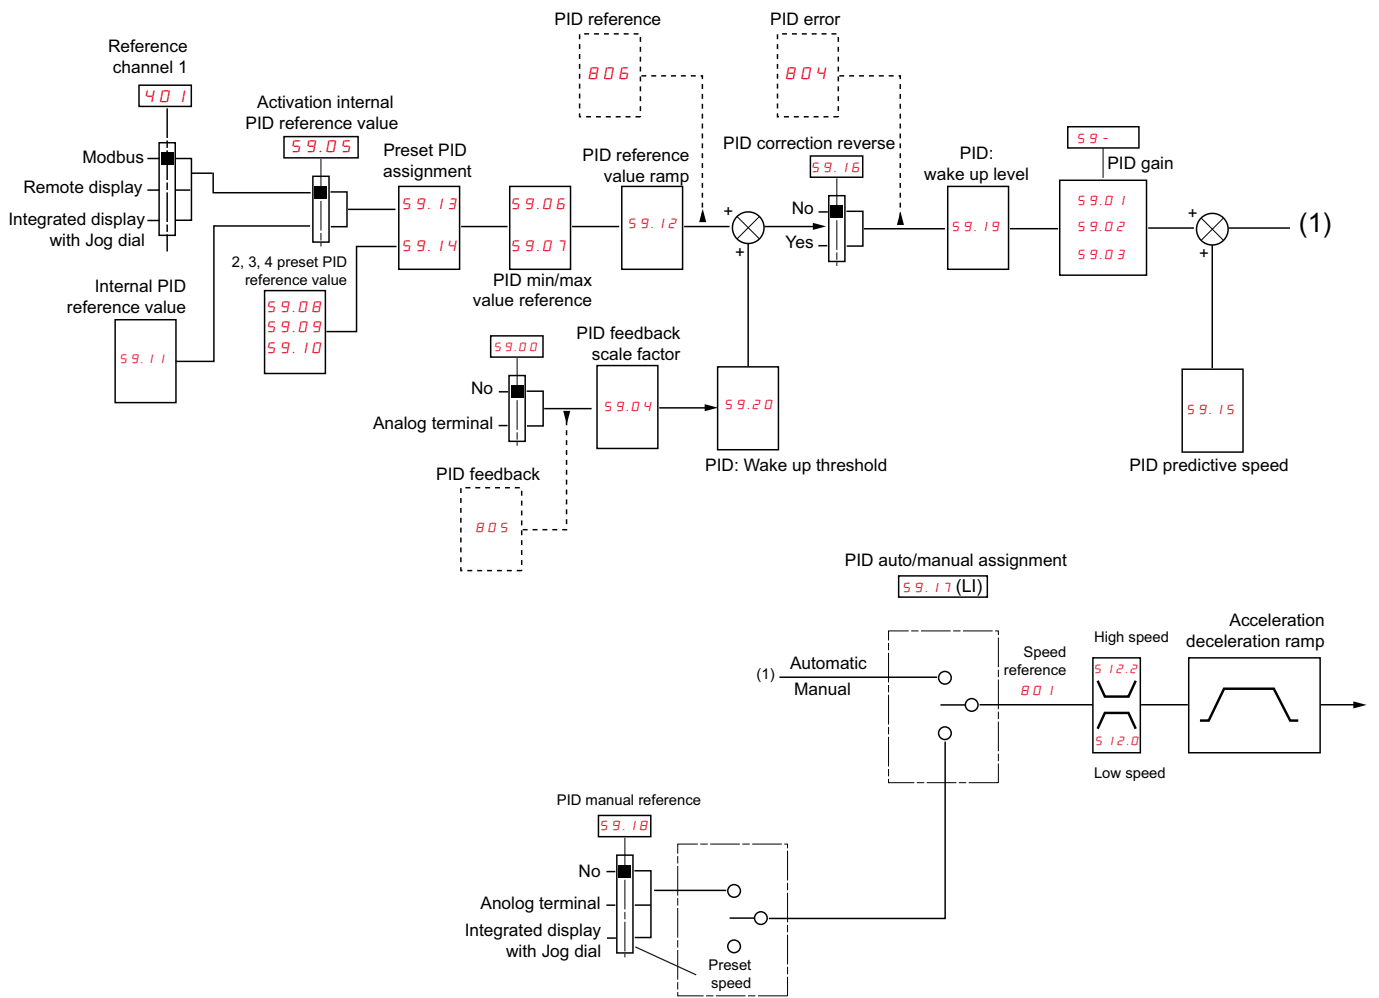 PID reference
806
PID error
804
Reference
channel 1
401
Activation internal
PID reference value
59.05
Modbus
Remote display
Integrated display
with Jog dial
Preset PID
assignment
59.13
59.14
59.06
59.07
PID min/max
value reference
PID reference
value ramp
59.12
+
+
PID correction reverse
59.16
No
Yes
PID:
wake up level
59.19
59-
PID gain
59.01
59.02
59.03
+
+
(1)
Internal PID
reference value
59.11
2, 3, 4 preset PID
reference value
59.08
59.09
59.10
59.00
No
Analog terminal
PID feedback
scale factor
59.04
59.20
PID: Wake up threshold
PID feedback
805
59.15
PID predictive speed
PID auto/manual assignment
59.17 (LI)
(1)
Automatic
Manual
Speed
reference
801
High speed
512.2
512.0
Low speed
Acceleration
deceleration ramp
PID manual reference
59.18
No
Anolog terminal
Integrated display
with Jog dial
Preset
speed